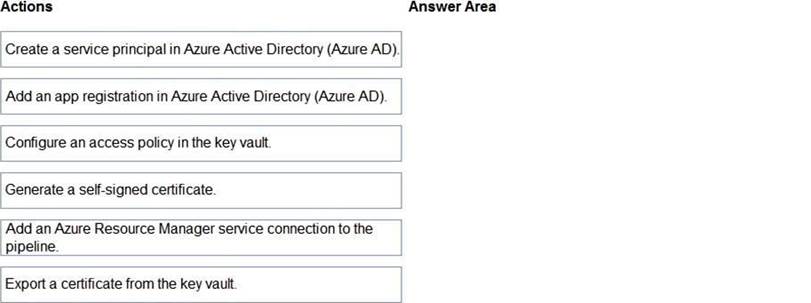 Actions
Answer Area
Create a service principal in Azure Active Directory (Azure AD).
Add an app registration in Azure Active Directory (Azure AD).
Configure an access policy in the key vault.
Generate a self-signed certificate.
Add an Azure Resource Manager service connection to the
pipeline.
Export a certificate from the key vault.